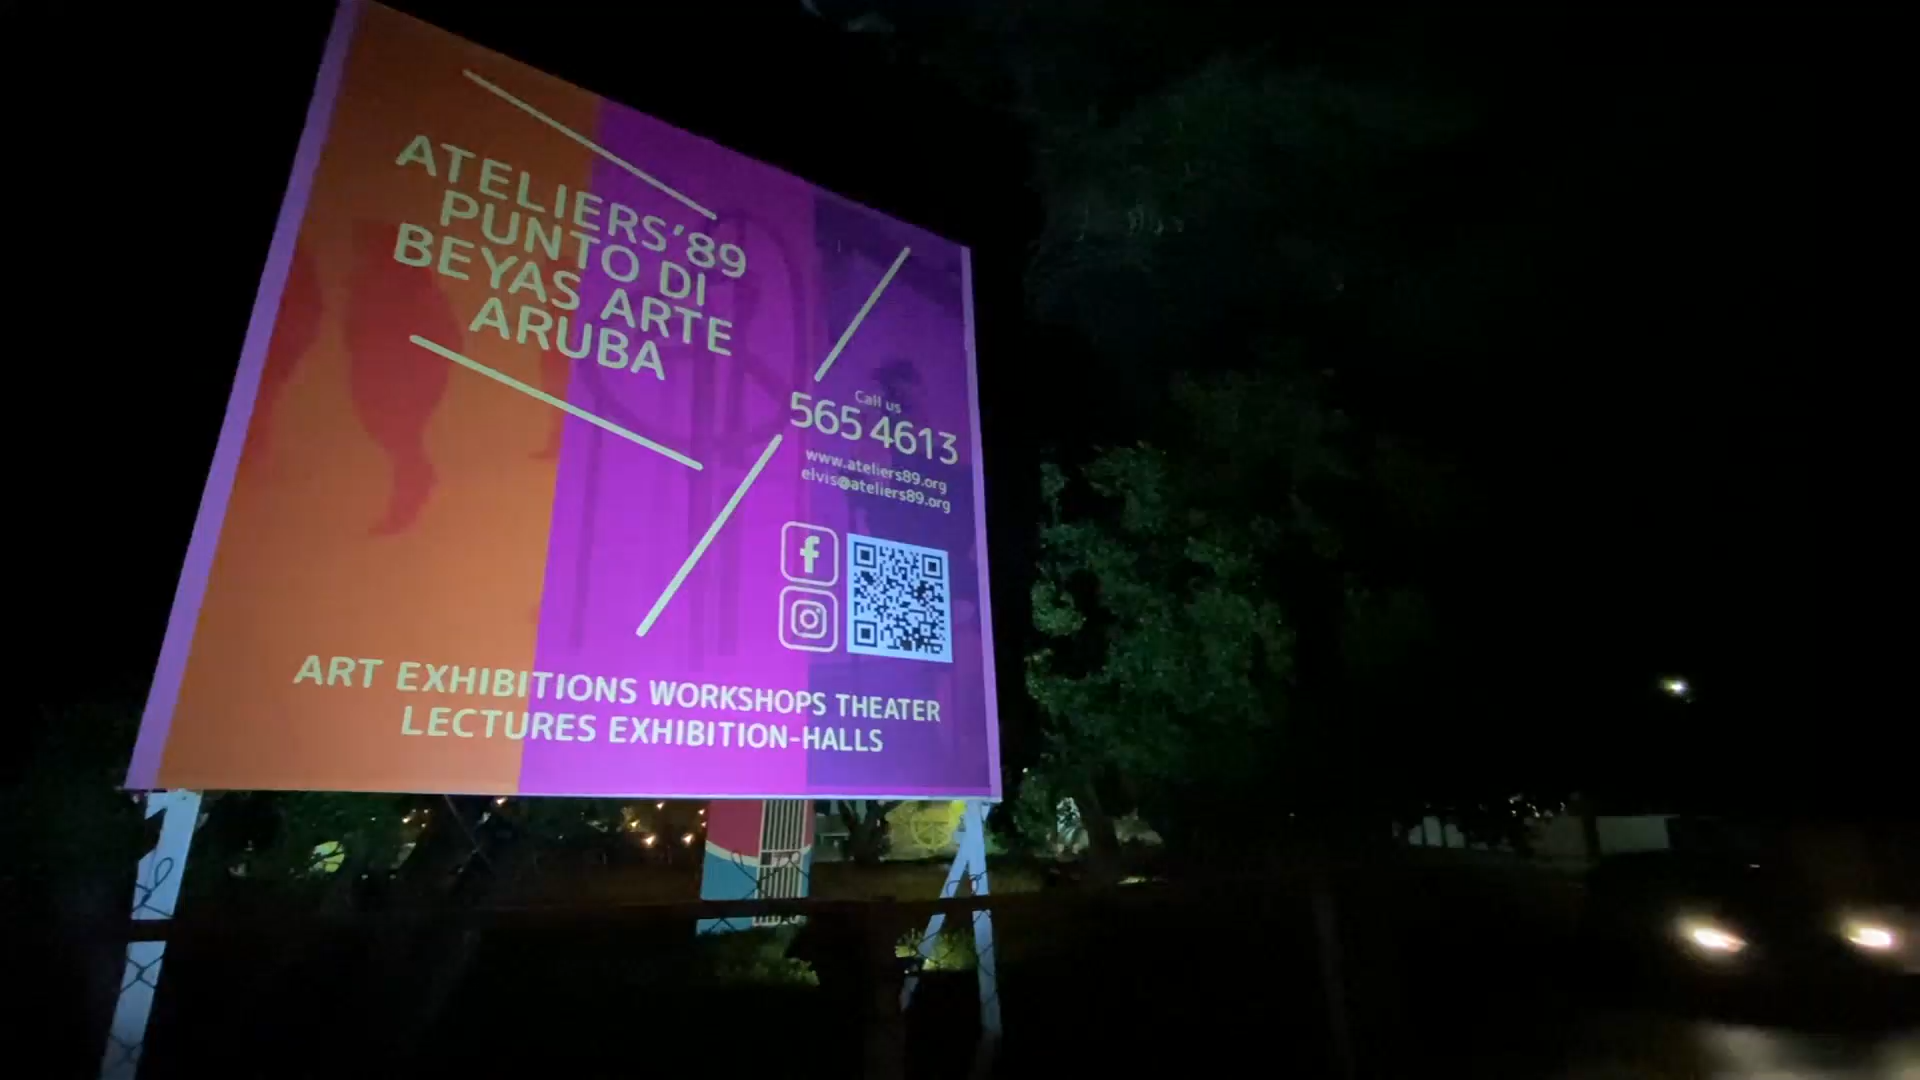 ATELIERS'89
PUNTO DI
BEYAS ARTE
ARUBA
Call us
565 4613
www.ateliers89.org
elvis@ateliers89.org
ART EXHIBITIONS WORKSHOPS THEATER
LECTURES EXHIBITION-HALLS